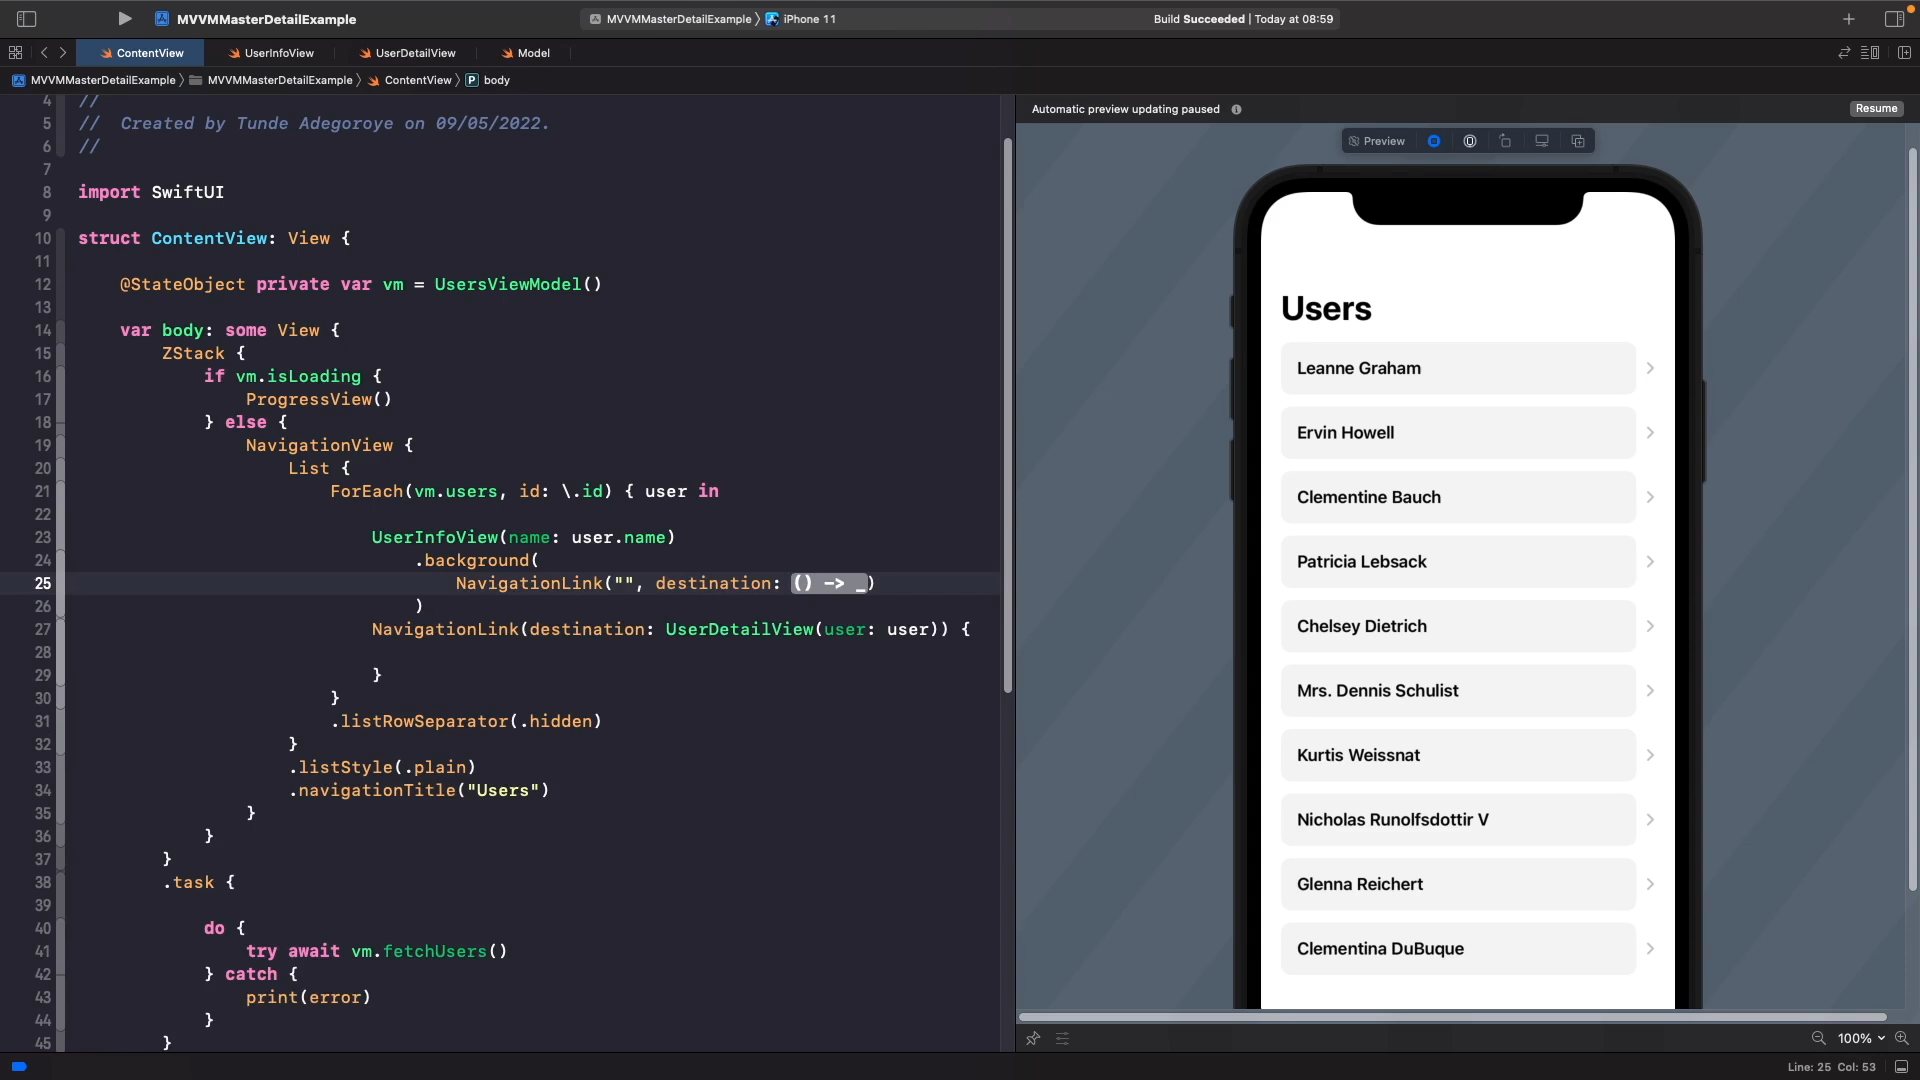 MVVMMasterDetailExample
MVVMMasterDetailExample 〉 iPhone 11
Build Succeeded | Today at 08:59
ContentView
UserInfoView
UserDetailView
Model
MVVMMasterDetailExample 〉 MVVMMasterDetailExample 〉 ContentView 〉 P body
4 //
5 //  Created by Tunde Adegoroye on 09/05/2022.
6 //
7
8 import SwiftUI
9
10 struct ContentView: View {
11
12     @StateObject private var vm = UsersViewModel()
13
14     var body: some View {
15         ZStack {
16             if vm.isLoading {
17                 ProgressView()
18             } else {
19                 NavigationView {
20                     List {
21                         ForEach(vm.users, id: \.id) { user in
22
23                             UserInfoView(name: user.name)
24                                 .background(
25                                     NavigationLink("", destination: () -> _)
26                                 )
27                             NavigationLink(destination: UserDetailView(user: user)) {
28
29                             }
30                         }
31                         .listRowSeparator(.hidden)
32                     }
33                     .listStyle(.plain)
34                     .navigationTitle("Users")
35                 }
36             }
37         }
38         .task {
39
40             do {
41                 try await vm.fetchUsers()
42             } catch {
43                 print(error)
44             }
45         }
Automatic preview updating paused
Resume
Preview
Users
Leanne Graham
Ervin Howell
Clementine Bauch
Patricia Lebsack
Chelsey Dietrich
Mrs. Dennis Schulist
Kurtis Weissnat
Nicholas Runolfsdottir V
Glenna Reichert
Clementina DuBuque
100%
Line: 25 Col: 53